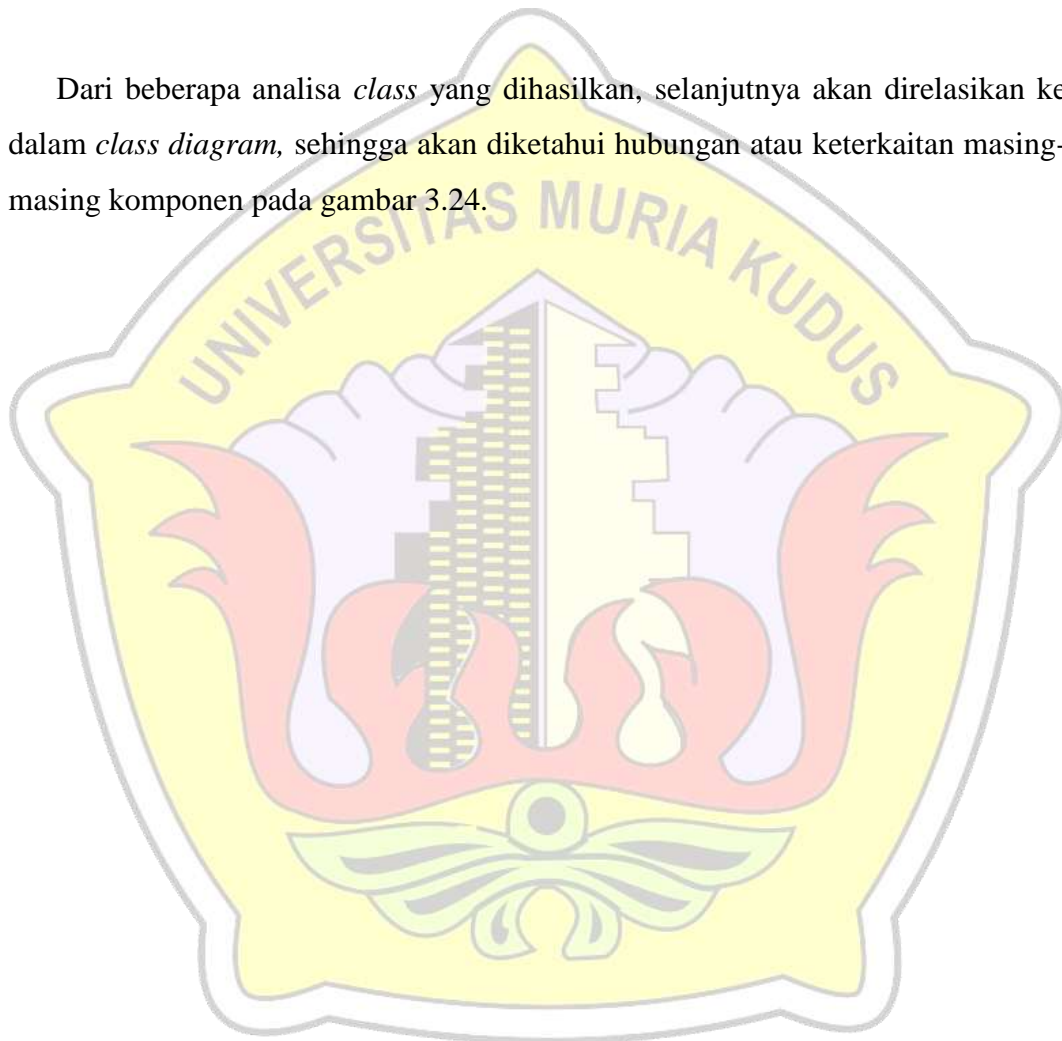 Dari beberapa analisa class yang dihasilkan, selanjutnya akan direlasikan ke
dalam class diagram, sehingga akan diketahui hubungan atau keterkaitan masing-
masing komponen pada gambar 3.24.
UNIVERSITAS MURIA KUDUS